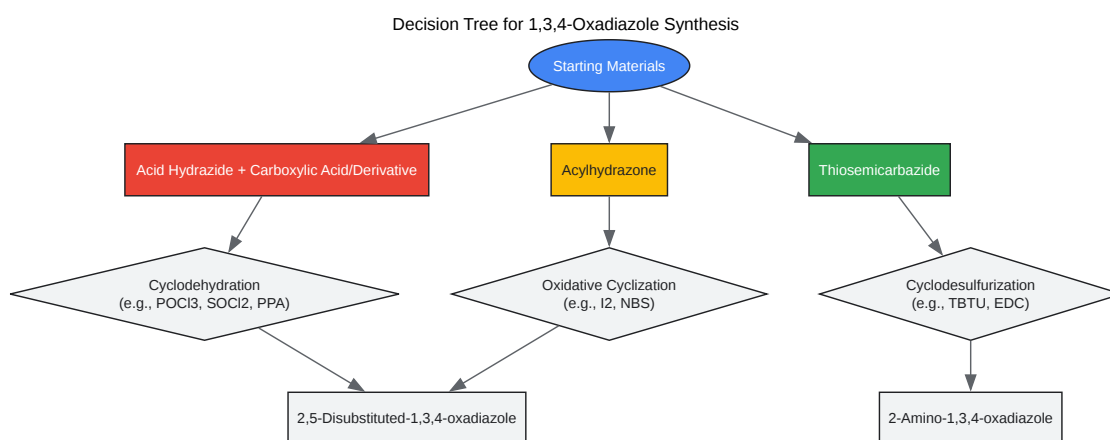 Decision Tree for 1,3,4-Oxadiazole Synthesis
Starting Materials
Acid Hydrazide + Carboxylic Acid/Derivative
Acylhydrazone
Thiosemicarbazide
Cyclodehydration
(e.g., POCl3, SOCl2, PPA)
Oxidative Cyclization
(e.g., I2, NBS)
Cyclodesulfurization
(e.g., TBTU, EDC)
2,5-Disubstituted-1,3,4-oxadiazole
2-Amino-1,3,4-oxadiazole